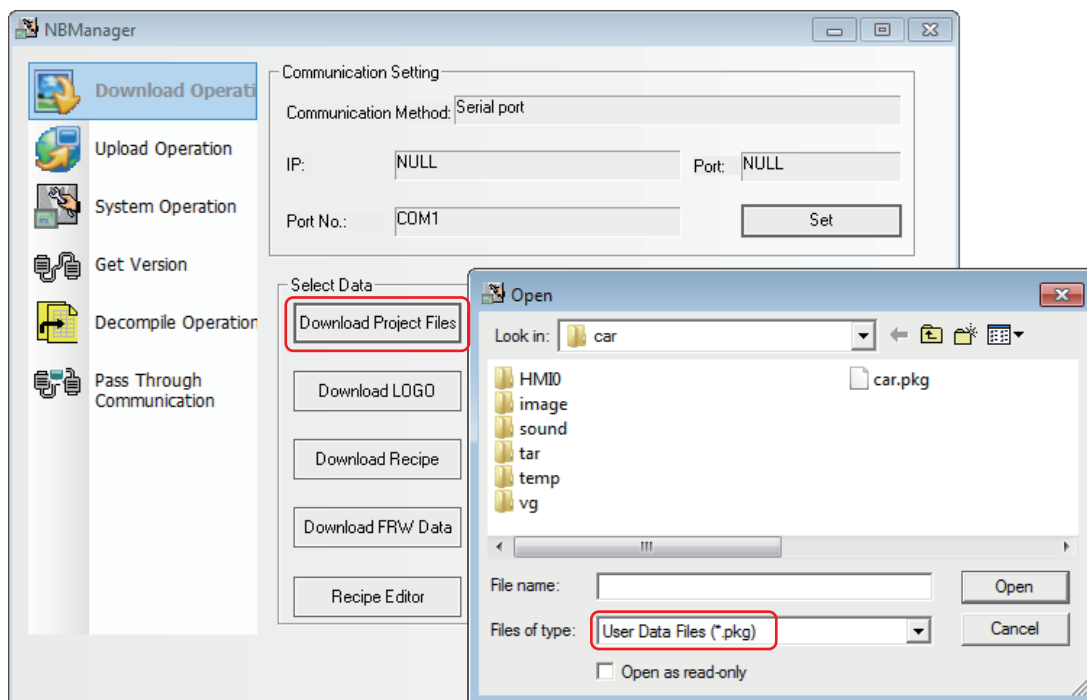 NBManager
Download Operati
Upload Operation
System Operation
Get Version
Decompile Operation
Pass Through
Communication
Communication Setting
Communication Method: Serial port
IP: NULL Port: NULL
Port No.: COM1 Set
Select Data
Download Project Files
Download LOGO
Download Recipe
Download FRW Data
Recipe Editor
Open
Look in: car
HMI0
image
sound
tar
temp
vg
car.pkg
File name: Open
Files of type: User Data Files (*.pkg) Cancel
Open as read-only